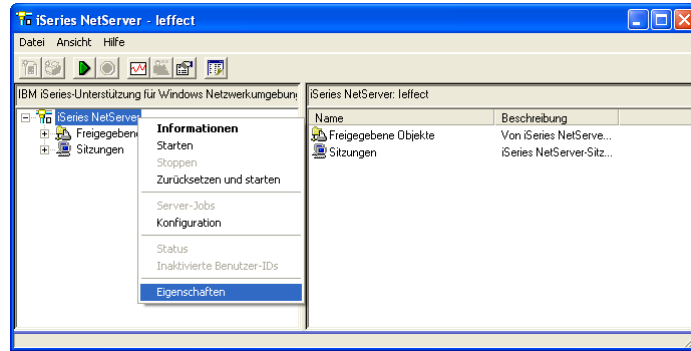 iSeries NetServer - leffect
Datei Ansicht Hilfe
IBM iSeries-Unterstützung für Windows Netzwerkumgebung
iSeries NetServer: leffect
iSeries NetServer
Freigegebene
Sitzungen
Informationen
Starten
Stoppen
Zurücksetzen und starten
Server-Jobs
Konfiguration
Status
Inaktivierte Benutzer-IDs
Eigenschaften
Name Beschreibung
Freigegebene Objekte Von iSeries NetServe...
Sitzungen iSeries NetServer-Sitz...